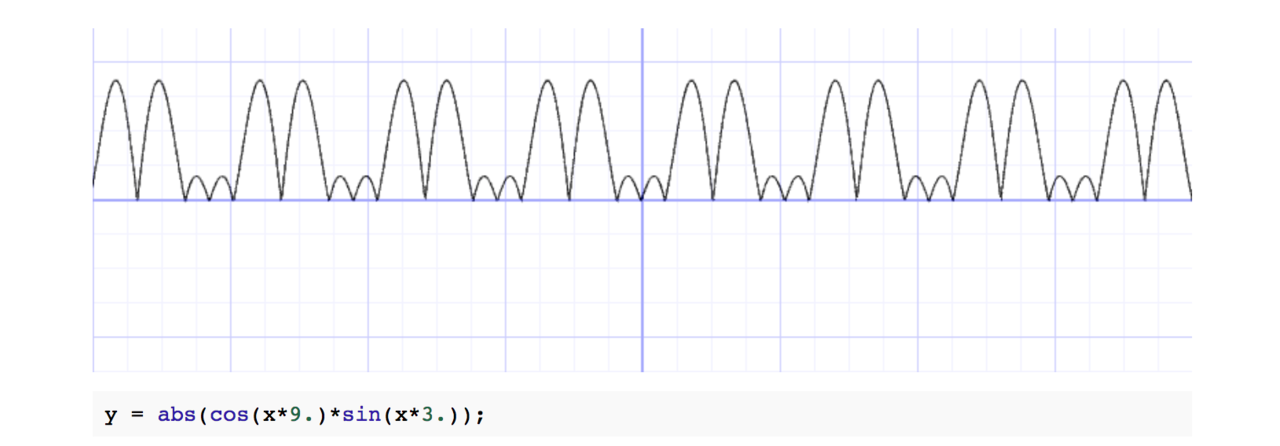 y = abs(cos(x*9.)*sin(x*3.));